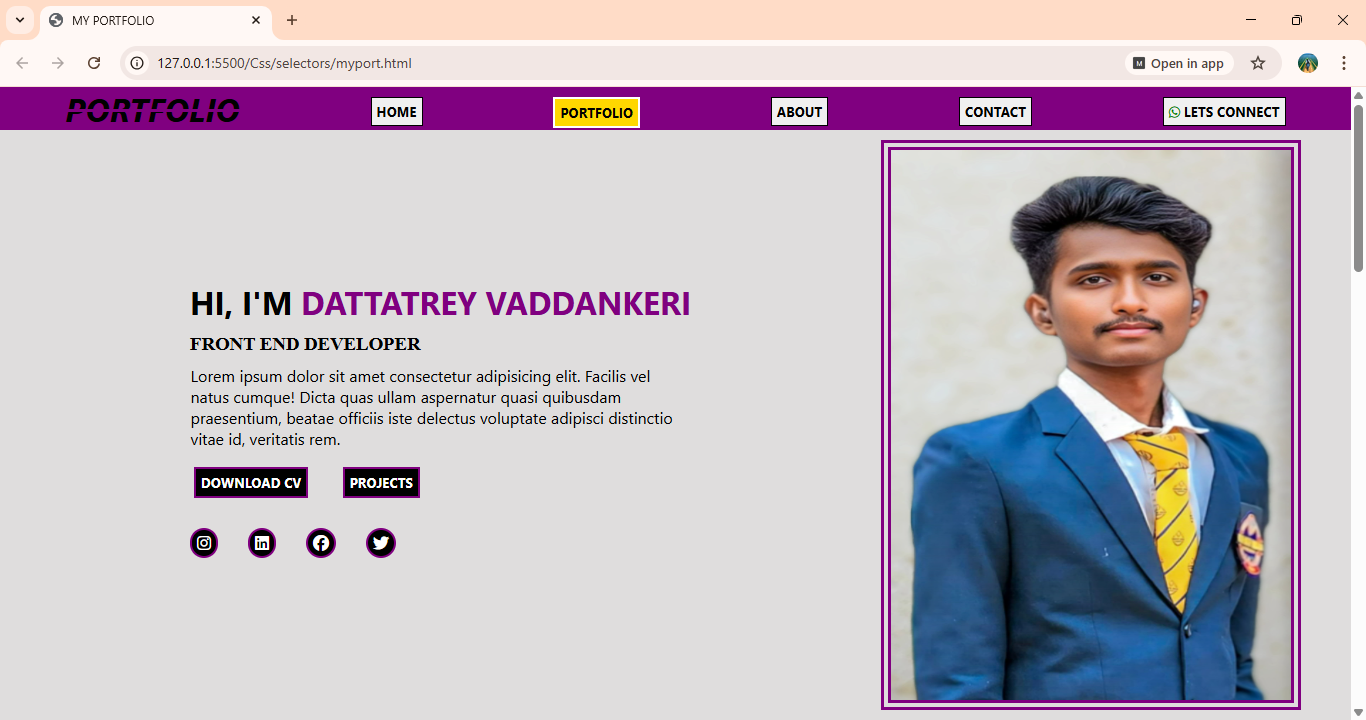 MY PORTFOLIO
127.0.0.1:5500/Css/selectors/myport.html
M Open in app
PORTFOLIO
HOME
PORTFOLIO
ABOUT
CONTACT
LETS CONNECT
HI, I'M DATTATREY VADDANKERI
FRONT END DEVELOPER
Lorem ipsum dolor sit amet consectetur adipisicing elit. Facilis vel
natus cumque! Dicta quas ullam aspernatur quasi quibusdam
praesentium, beatae officiis iste delectus voluptate adipisci distinctio
vitae id, veritatis rem.
DOWNLOAD CV
PROJECTS